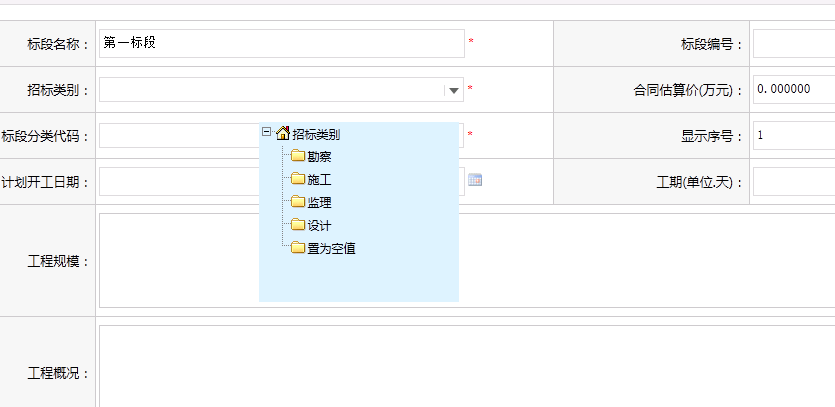 标段名称： 第一标段 * 标段编号：
招标类别： * 合同估算价(万元)： 0.000000
标段分类代码： * 显示序号： 1
招标类别
勘察
计划开工日期： 施工 工期(单位,天)：
监理
设计
置为空值
工程规模：
工程概况：